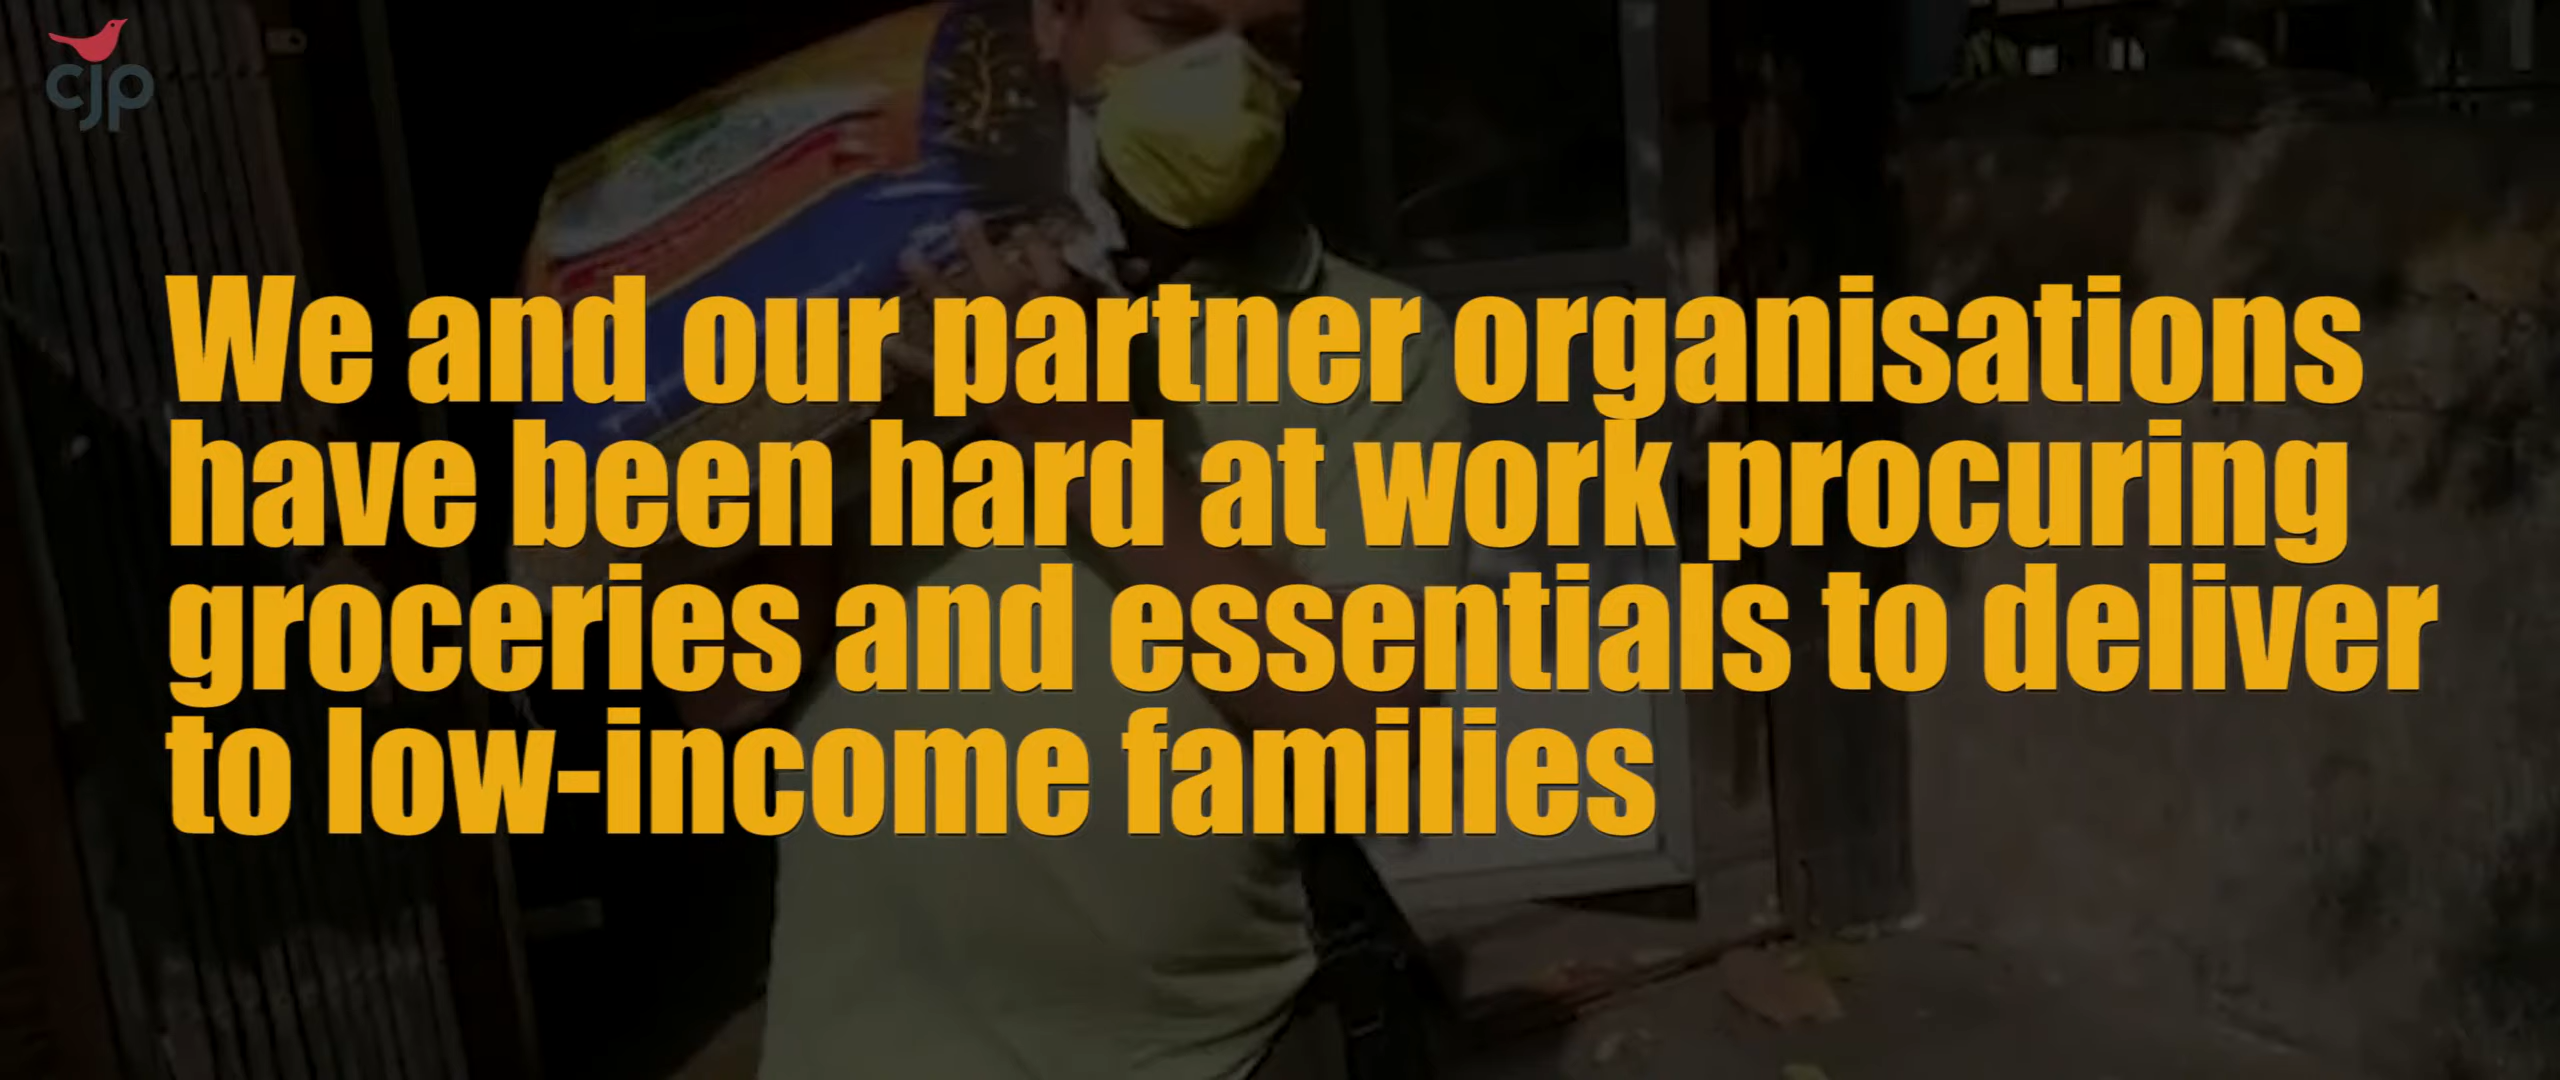 cjp
We and our partner organisations
have been hard at work procuring
groceries and essentials to deliver
to low-income families